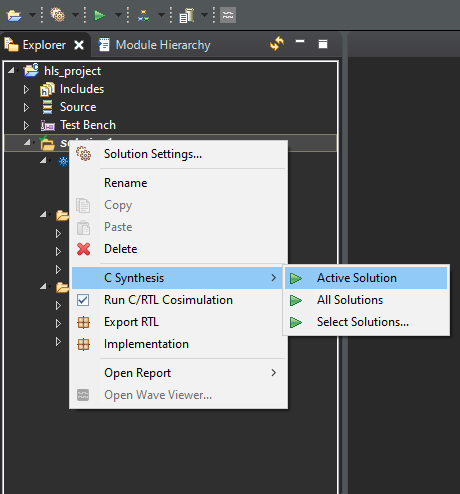 Explorer
Module Hierarchy
hls_project
Includes
Source
Test Bench
Solution Settings...
Rename
Copy
Paste
Delete
C Synthesis
Active Solution
Run C/RTL Cosimulation
All Solutions
Export RTL
Select Solutions...
Implementation
Open Report
Open Wave Viewer...